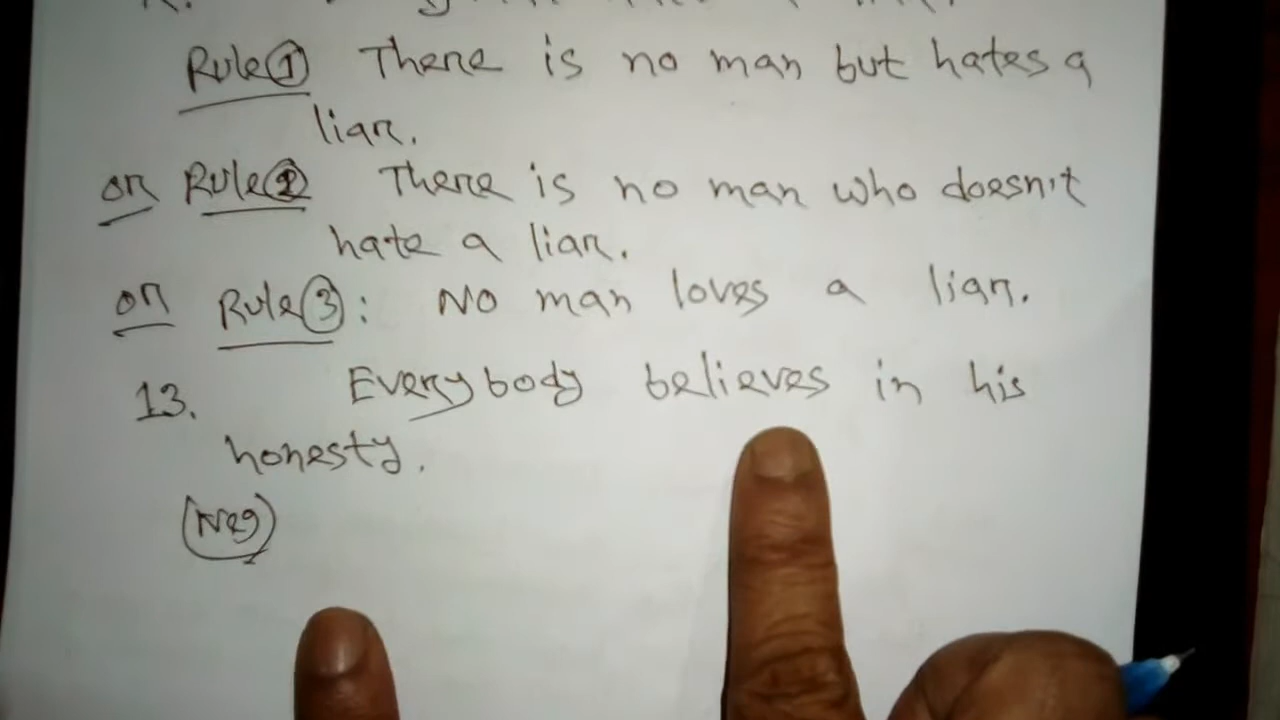 Rule① There is no man but hates a
liar.
or Rule② There is no man who doesn't
hate a liar.
or Rule③: No man loves a liar.
13. Everybody believes in his
honesty.
(Neg)